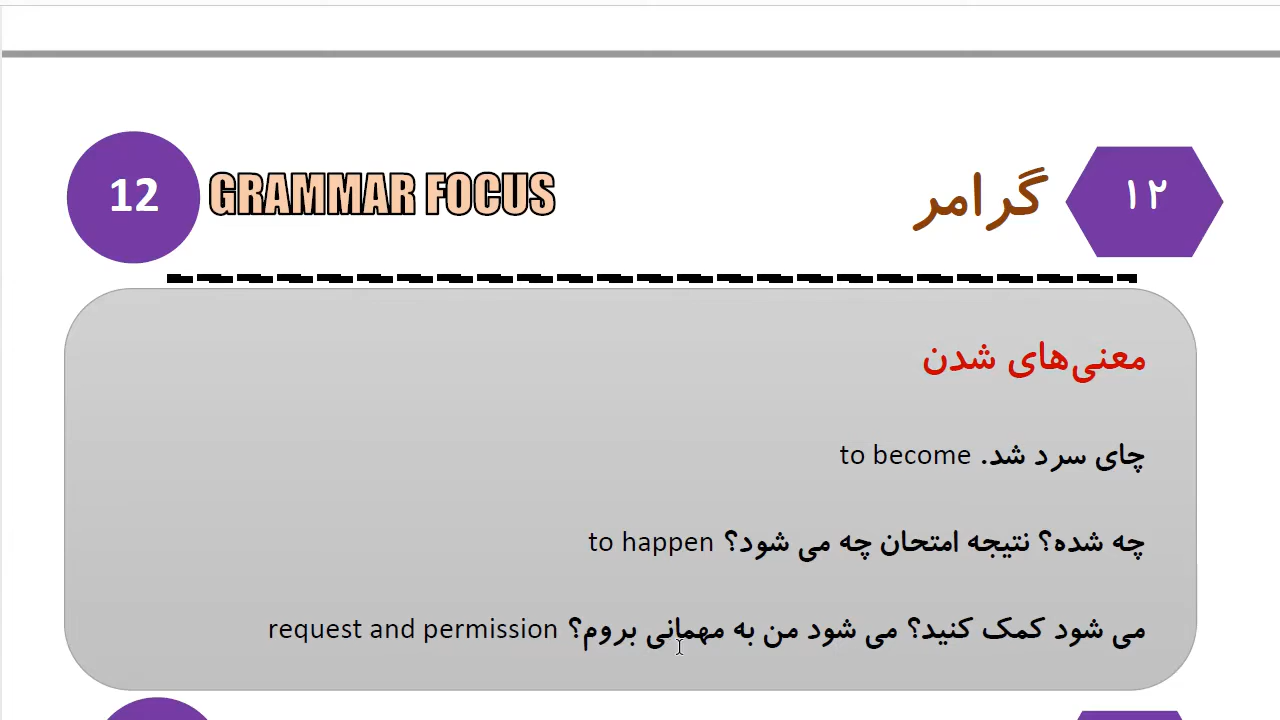 12 GRAMMAR FOCUS
گرامر ۱۲
معنی‌های شدن
چای سرد شد. to become
چه شده؟ نتیجه امتحان چه می شود؟ to happen
می شود کمک کنید؟ می شود من به مهمانی بروم؟ request and permission